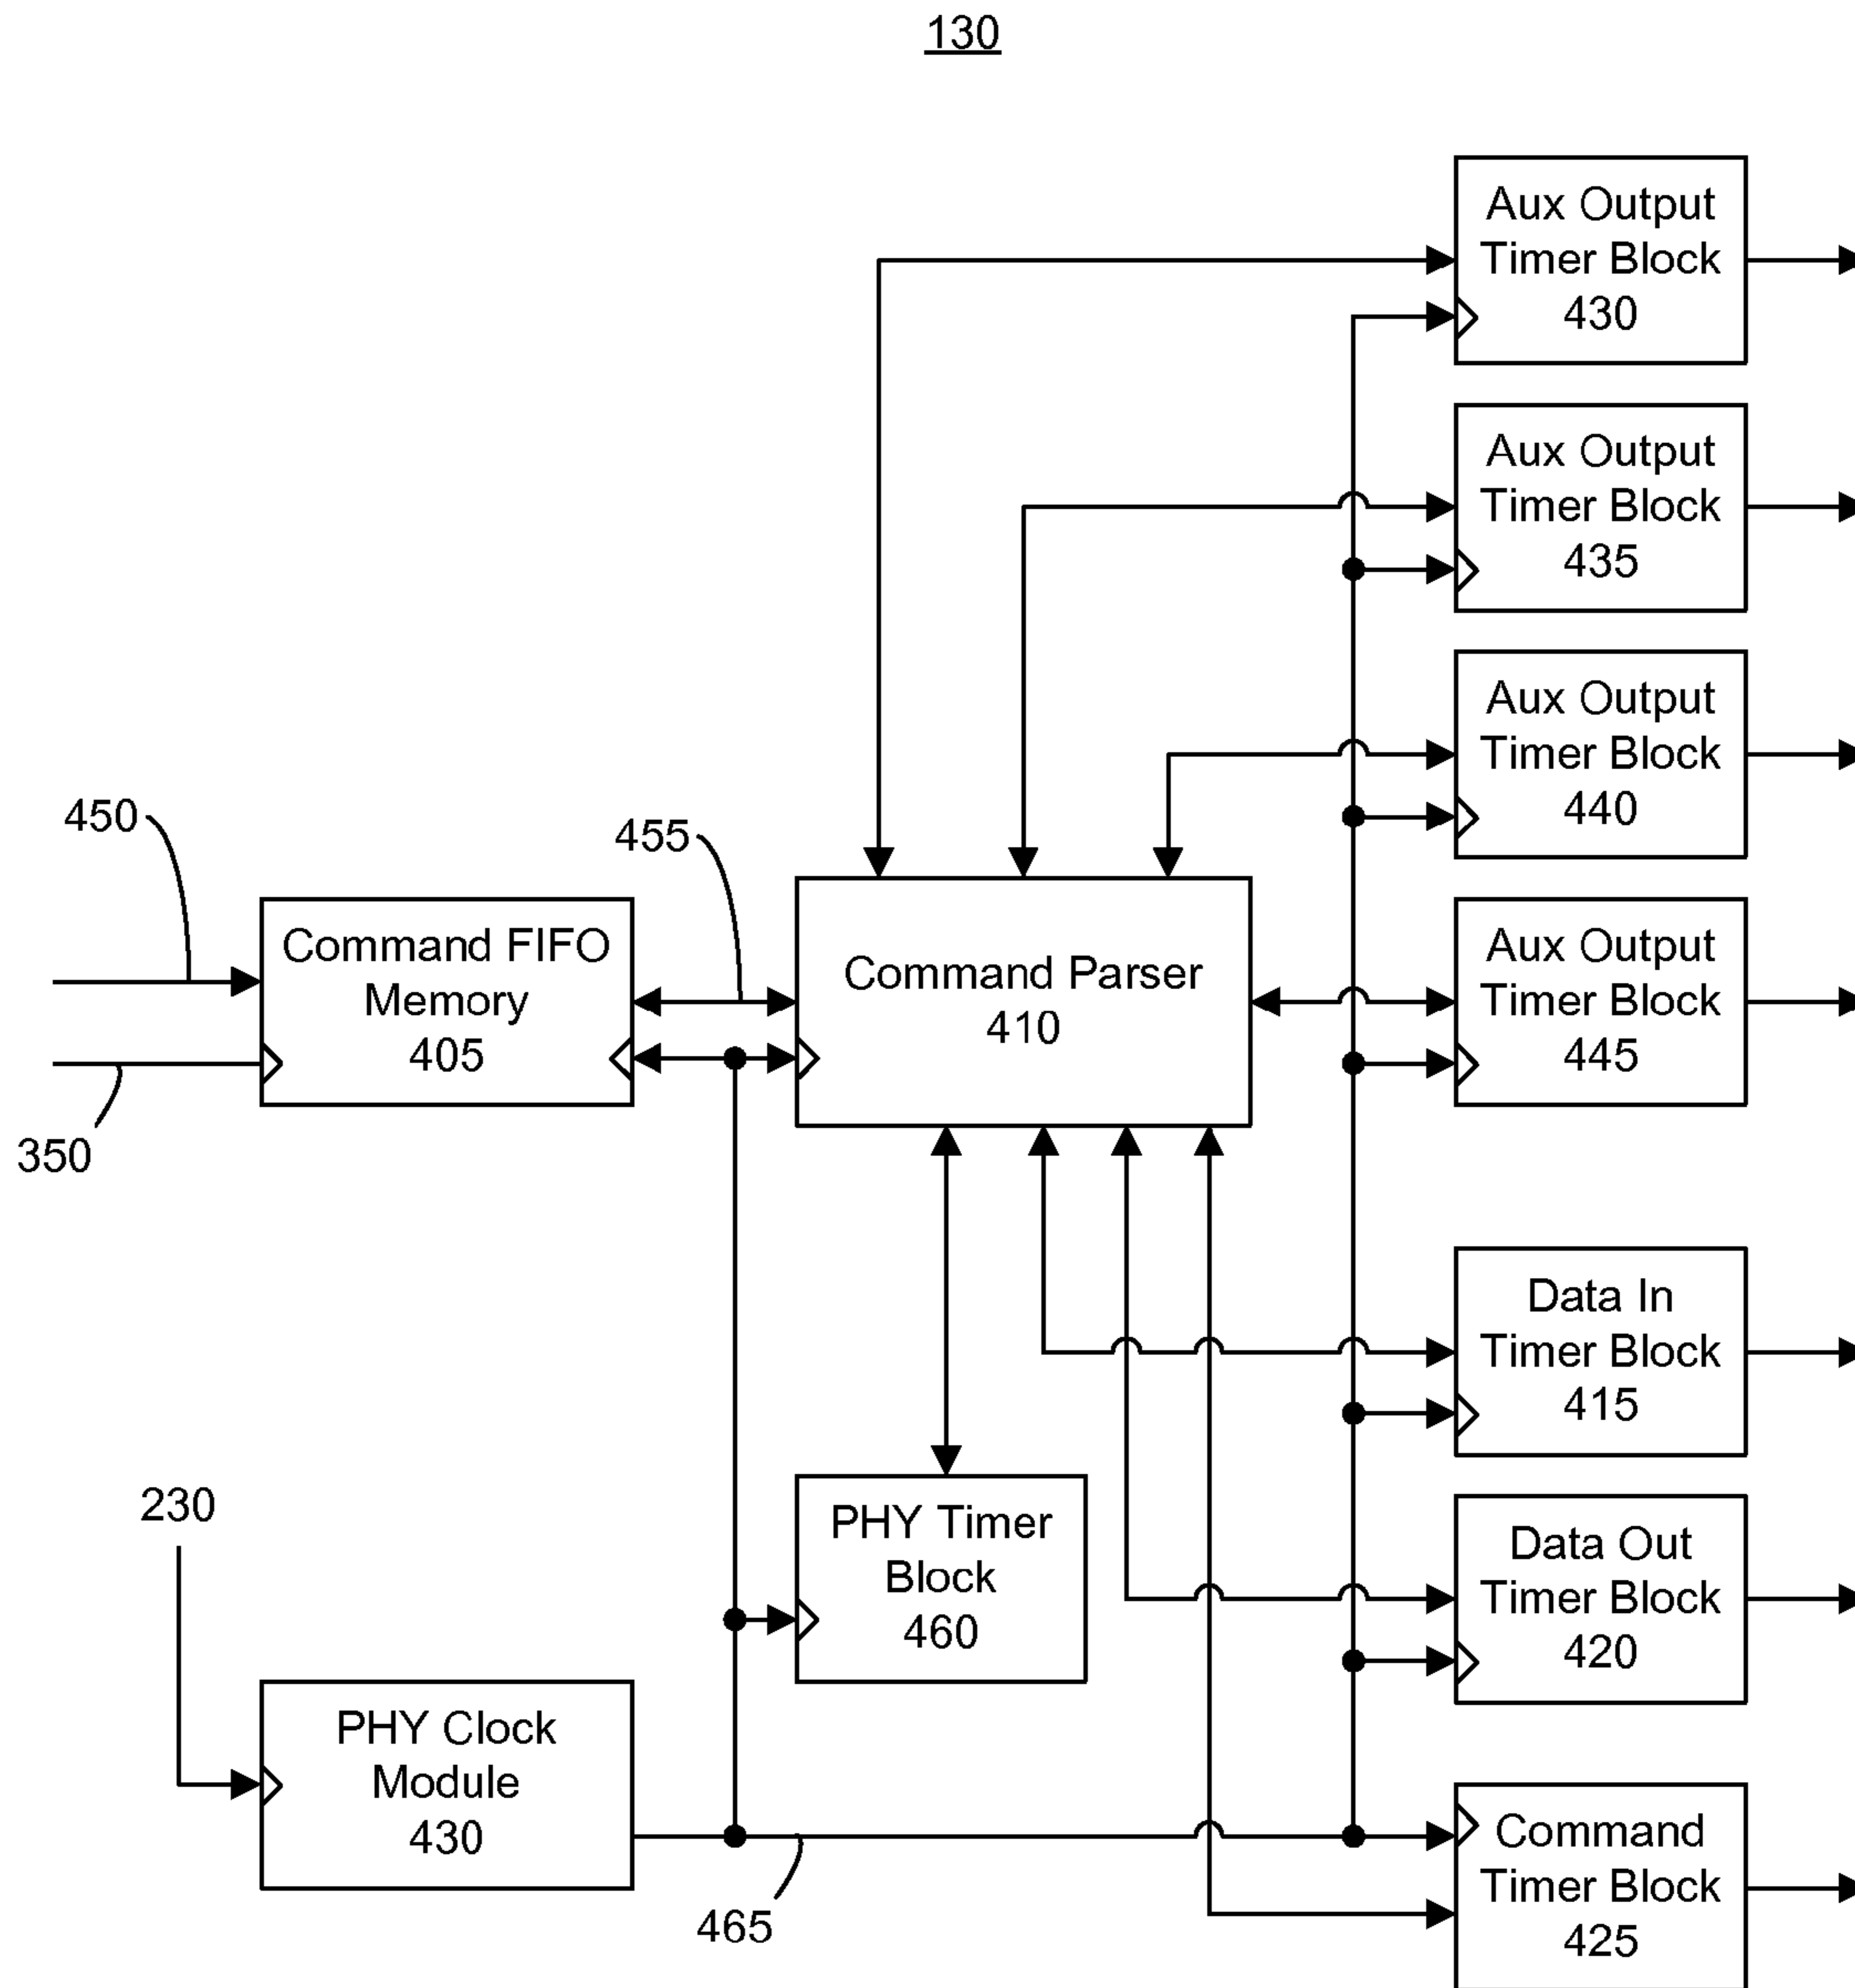 130
Aux Output
Timer Block
430
Aux Output
Timer Block
435
Aux Output
Timer Block
440
450
455
Command FIFO
Memory
405
Command Parser
410
Aux Output
Timer Block
445
350
Data In
Timer Block
415
230
PHY Timer
Block
460
Data Out
Timer Block
420
PHY Clock
Module
430
465
Command
Timer Block
425